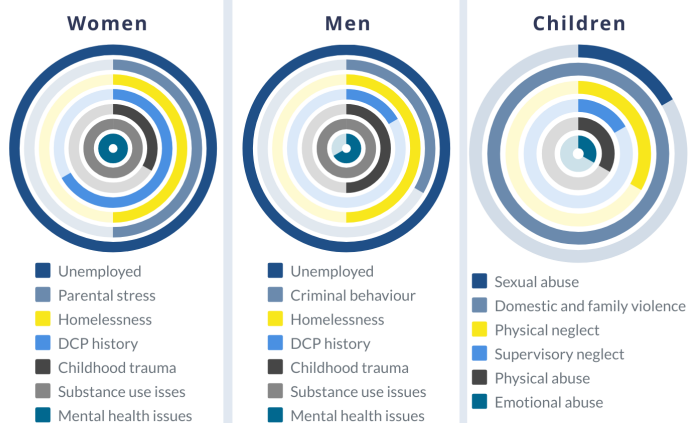 Women
Unemployed
Parental stress
Homelessness
DCP history
Childhood trauma
Substance use isses
Mental health issues
Men
Unemployed
Criminal behaviour
Homelessness
DCP history
Childhood trauma
Substance use issues
Mental health issues
Children
Sexual abuse
Domestic and family violence
Physical neglect
Supervisory neglect
Physical abuse
Emotional abuse